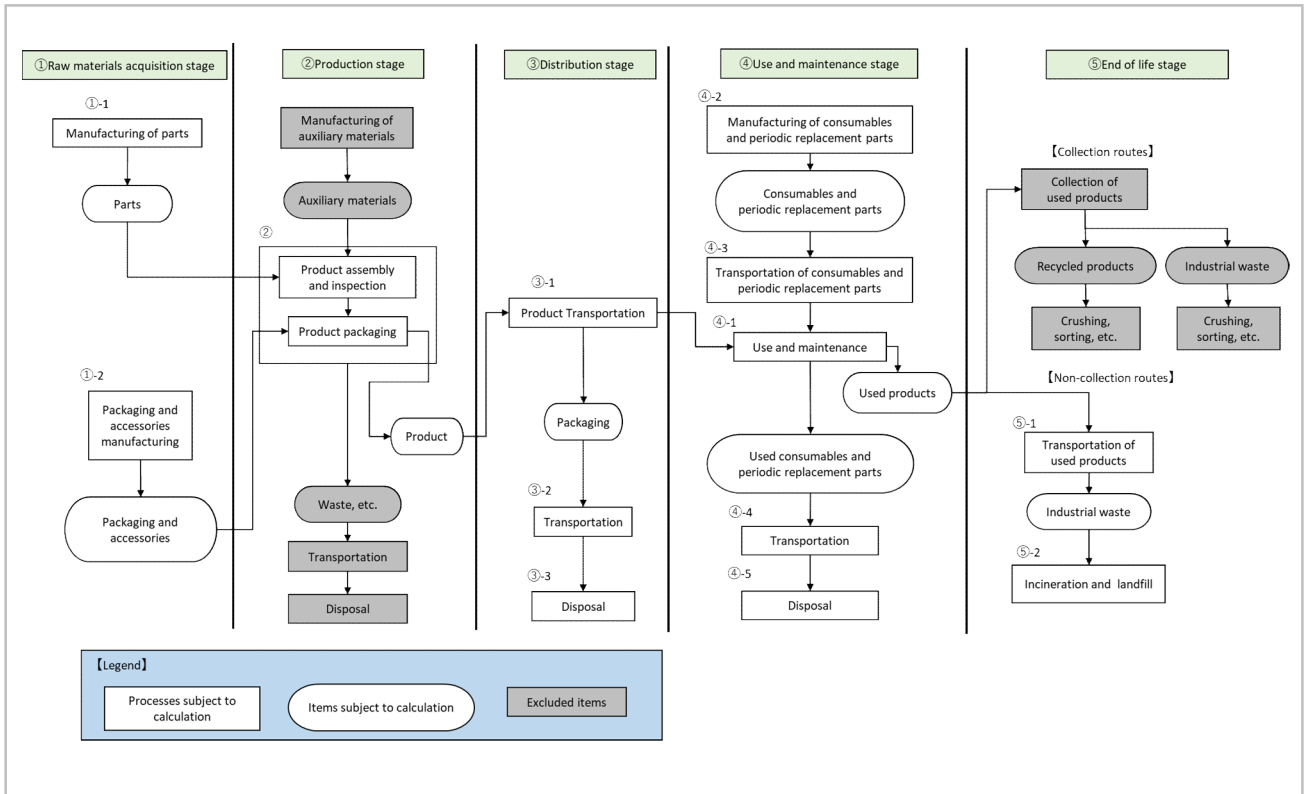 ①Raw materials acquisition stage
①-1
Manufacturing of parts
Parts
①-2
Packaging and
accessories
manufacturing
Packaging and
accessories
②Production stage
Manufacturing of
auxiliary materials
Auxiliary materials
②
Product assembly
and inspection
Product packaging
Product
Waste, etc.
Transportation
Disposal
③Distribution stage
③-1
Product Transportation
Packaging
③-2
Transportation
③-3
Disposal
④Use and maintenance stage
④-2
Manufacturing of consumables
and periodic replacement parts
Consumables and
periodic replacement parts
④-3
Transportation of consumables and
periodic replacement parts
④-1
Use and maintenance
Used products
Used consumables and
periodic replacement parts
④-4
Transportation
④-5
Disposal
⑤End of life stage
【Collection routes】
Collection of
used products
Recycled products
Industrial waste
Crushing,
sorting, etc.
Crushing,
sorting, etc.
【Non-collection routes】
⑤-1
Transportation of
used products
Industrial waste
⑤-2
Incineration and landfill
【Legend】
Processes subject to
calculation
Items subject to calculation
Excluded items